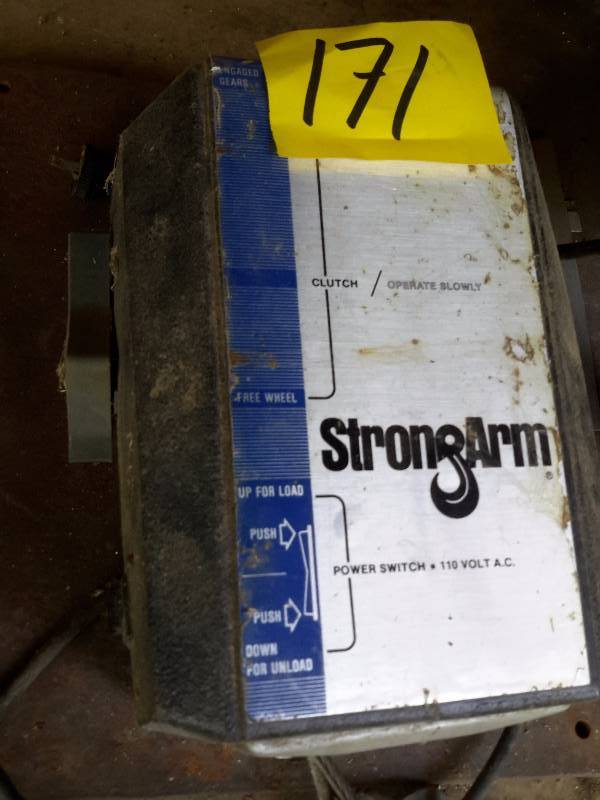 171
ENGAGED
GEARS
CLUTCH / OPERATE SLOWLY
FREE WHEEL
StrongArm®
UP FOR LOAD
PUSH
POWER SWITCH • 110 VOLT A.C.
PUSH
DOWN
FOR UNLOAD